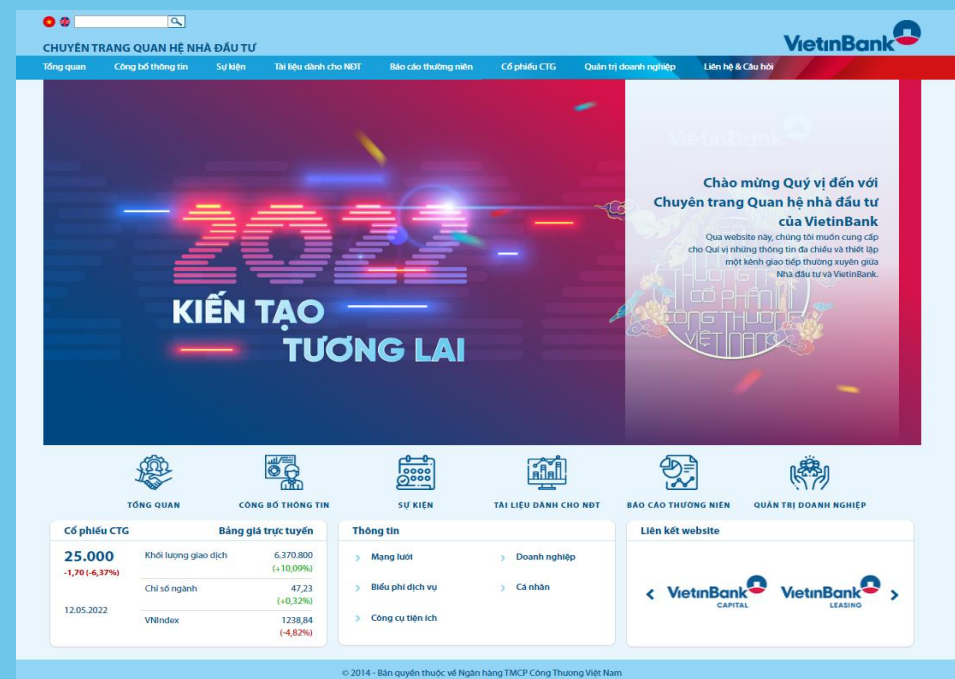 VietinBank
CHUYÊN TRANG QUAN HỆ NHÀ ĐẦU TƯ
Tổng quan Công bố thông tin Sự kiện Tài liệu dành cho NĐT Báo cáo thường niên Cổ phiếu CTG Quản trị doanh nghiệp Liên hệ & Câu hỏi
VietinBank
2022
KIẾN TẠO
TƯƠNG LAI
Chào mừng Quý vị đến với
Chuyên trang Quan hệ nhà đầu tư
của VietinBank
Qua website này, chúng tôi muốn cung cấp
cho Quí vị những thông tin đa chiều và thiết lập
một kênh giao tiếp thường xuyên giữa
Nhà đầu tư và VietinBank.
CỔ PHẦN
CÔNG THƯƠNG
VIỆT NAM
TỔNG QUAN CÔNG BỐ THÔNG TIN SỰ KIỆN TÀI LIỆU DÀNH CHO NĐT BÁO CÁO THƯỜNG NIÊN QUẢN TRỊ DOANH NGHIỆP
Cổ phiếu CTG Bảng giá trực tuyến
25.000
-1,70 (-6,37%)
12.05.2022
Khối lượng giao dịch 6.370.800
(+10,09%)
Chỉ số ngành 47,23
(+0,32%)
VNIndex 1238,84
(-4,82%)
Thông tin
Mạng lưới Doanh nghiệp
Biểu phí dịch vụ Cá nhân
Công cụ tiện ích
Liên kết website
VietinBank VietinBank
CAPITAL LEASING
© 2014 - Bản quyền thuộc về Ngân hàng TMCP Công Thương Việt Nam